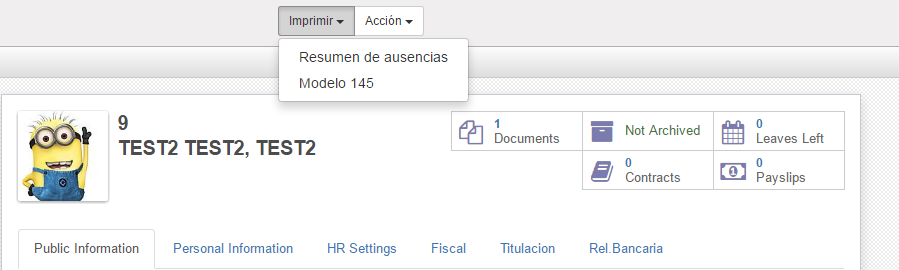 Imprimir Acción
Resumen de ausencias
Modelo 145
9
TEST2 TEST2, TEST2
1
Documents
Not Archived
0
Leaves Left
0
Contracts
0
Payslips
Public Information Personal Information HR Settings Fiscal Titulacion Rel.Bancaria